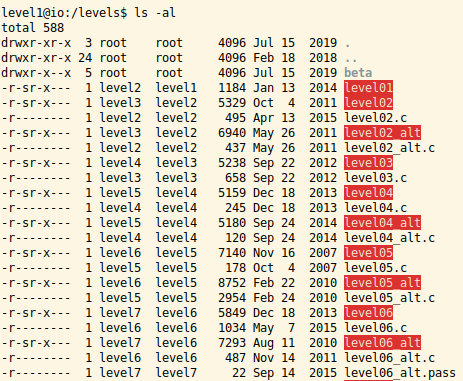 level1@io:/levels$ ls -al
total 588
drwxr-xr-x  3 root    root     4096 Jul 15  2019 .
drwxr-xr-x 24 root    root     4096 Feb 18  2018 ..
drwxr-x--x  5 root    root     4096 Jul 15  2019 beta
-r-sr-x---  1 level2  level1   1184 Jan 13  2014 level01
-r-sr-x---  1 level3  level2   5329 Oct  4  2011 level02
-r--------  1 level2  level2    495 Apr 13  2015 level02.c
-r-sr-x---  1 level3  level2   6940 May 26  2011 level02_alt
-r--------  1 level2  level2    437 May 26  2011 level02_alt.c
-r-sr-x---  1 level4  level3   5238 Sep 22  2012 level03
-r--------  1 level3  level3    658 Sep 22  2012 level03.c
-r-sr-x---  1 level5  level4   5159 Dec 18  2013 level04
-r--------  1 level4  level4    245 Dec 18  2013 level04.c
-r-sr-x---  1 level5  level4   5180 Sep 24  2014 level04_alt
-r--------  1 level4  level4    120 Sep 24  2014 level04_alt.c
-r-sr-x---  1 level6  level5   7140 Nov 16  2007 level05
-r--------  1 level5  level5    178 Oct  4  2007 level05.c
-r-sr-x---  1 level6  level5   8752 Feb 22  2010 level05_alt
-r--------  1 level5  level5   2954 Feb 24  2010 level05_alt.c
-r-sr-x---  1 level7  level6   5849 Dec 18  2013 level06
-r--------  1 level6  level6   1034 May  7  2015 level06.c
-r-sr-x---  1 level7  level6   7293 Aug 11  2010 level06_alt
-r--------  1 level6  level6    487 Nov 14  2011 level06_alt.c
-r--------  1 level7  level7     22 Sep 14  2015 level06_alt.pass